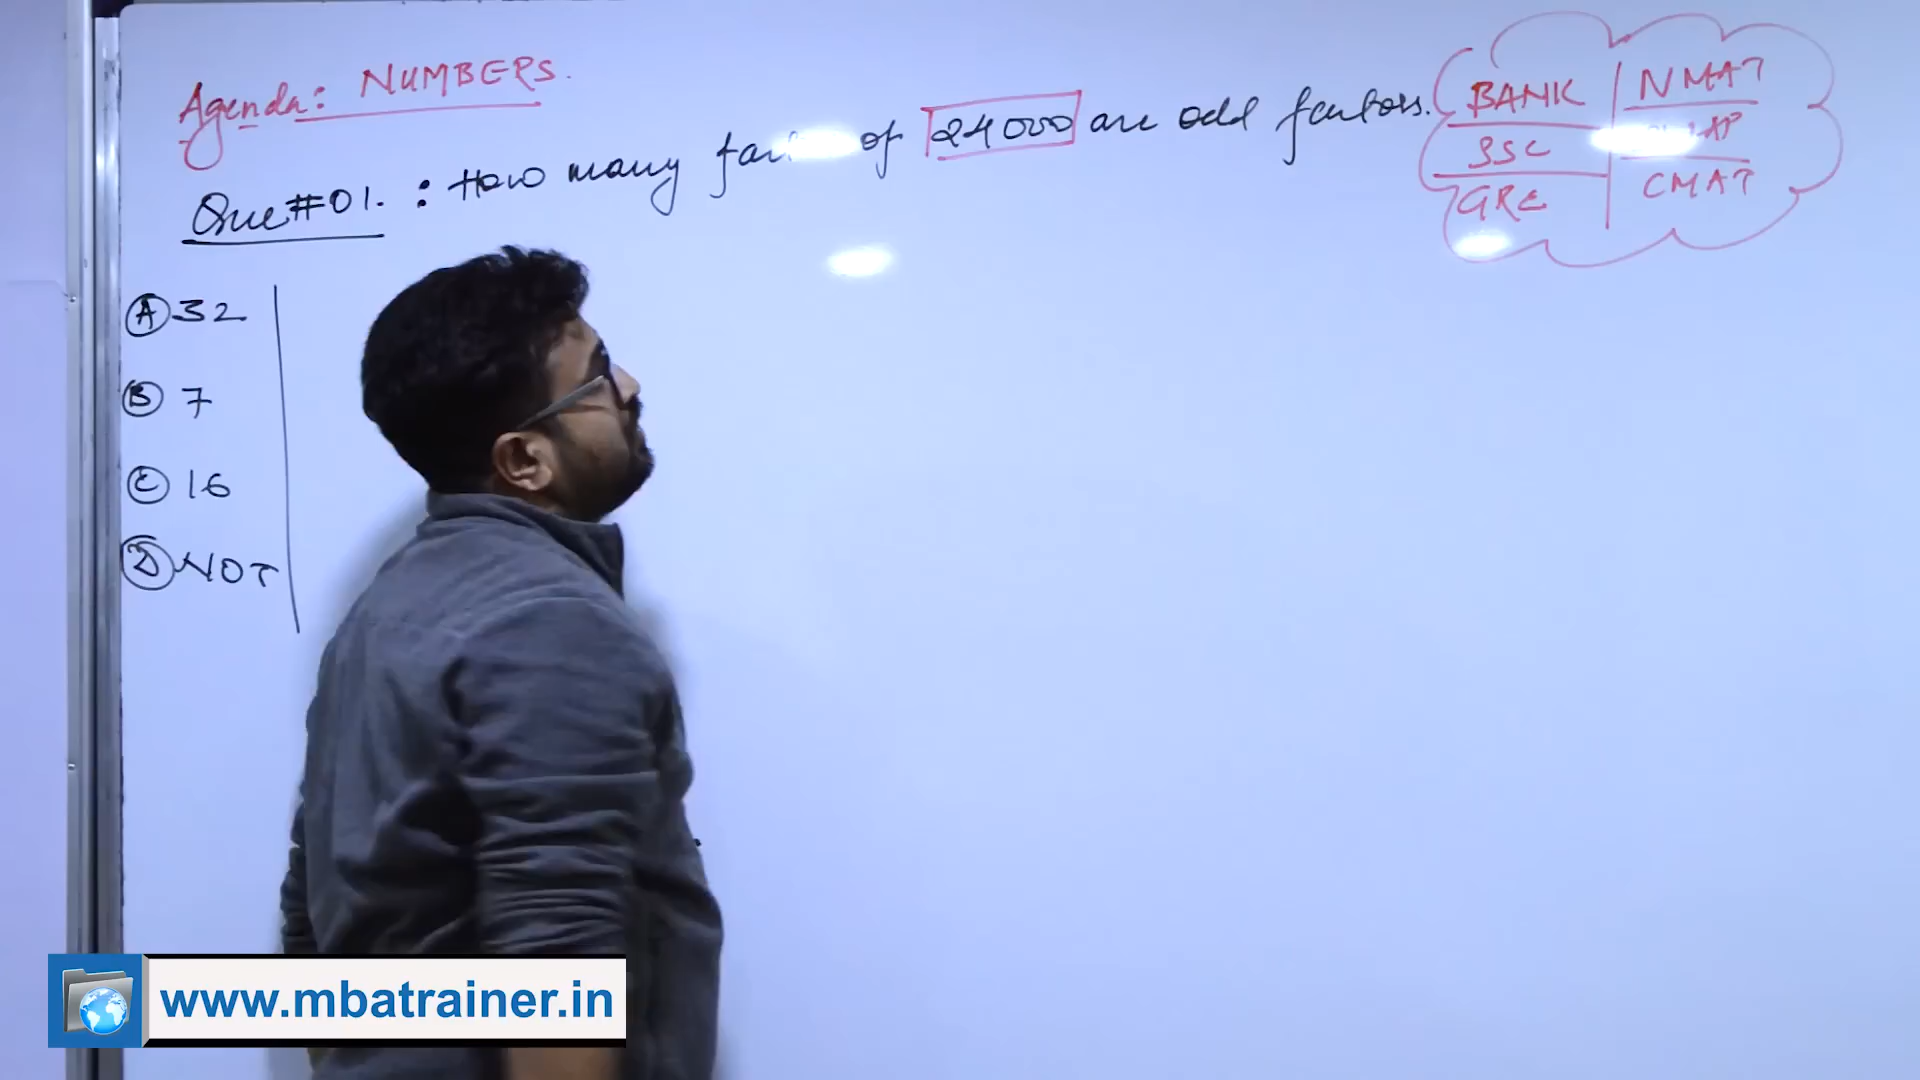 Agenda: NUMBERS.
Que#01. : How many of 24000 are odd factors.
BANK NMAT
SSC
GRE CMAT
A 32
B 7
C 16
D NOT
www.mbatrainer.in